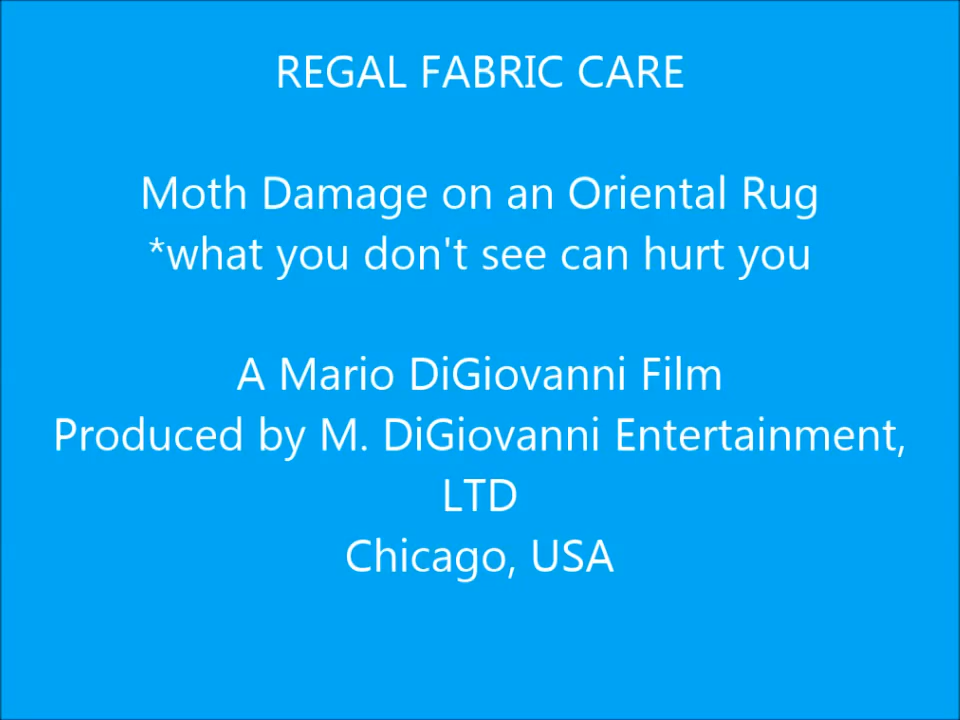 REGAL FABRIC CARE
Moth Damage on an Oriental Rug
*what you don't see can hurt you
A Mario DiGiovanni Film
Produced by M. DiGiovanni Entertainment,
LTD
Chicago, USA